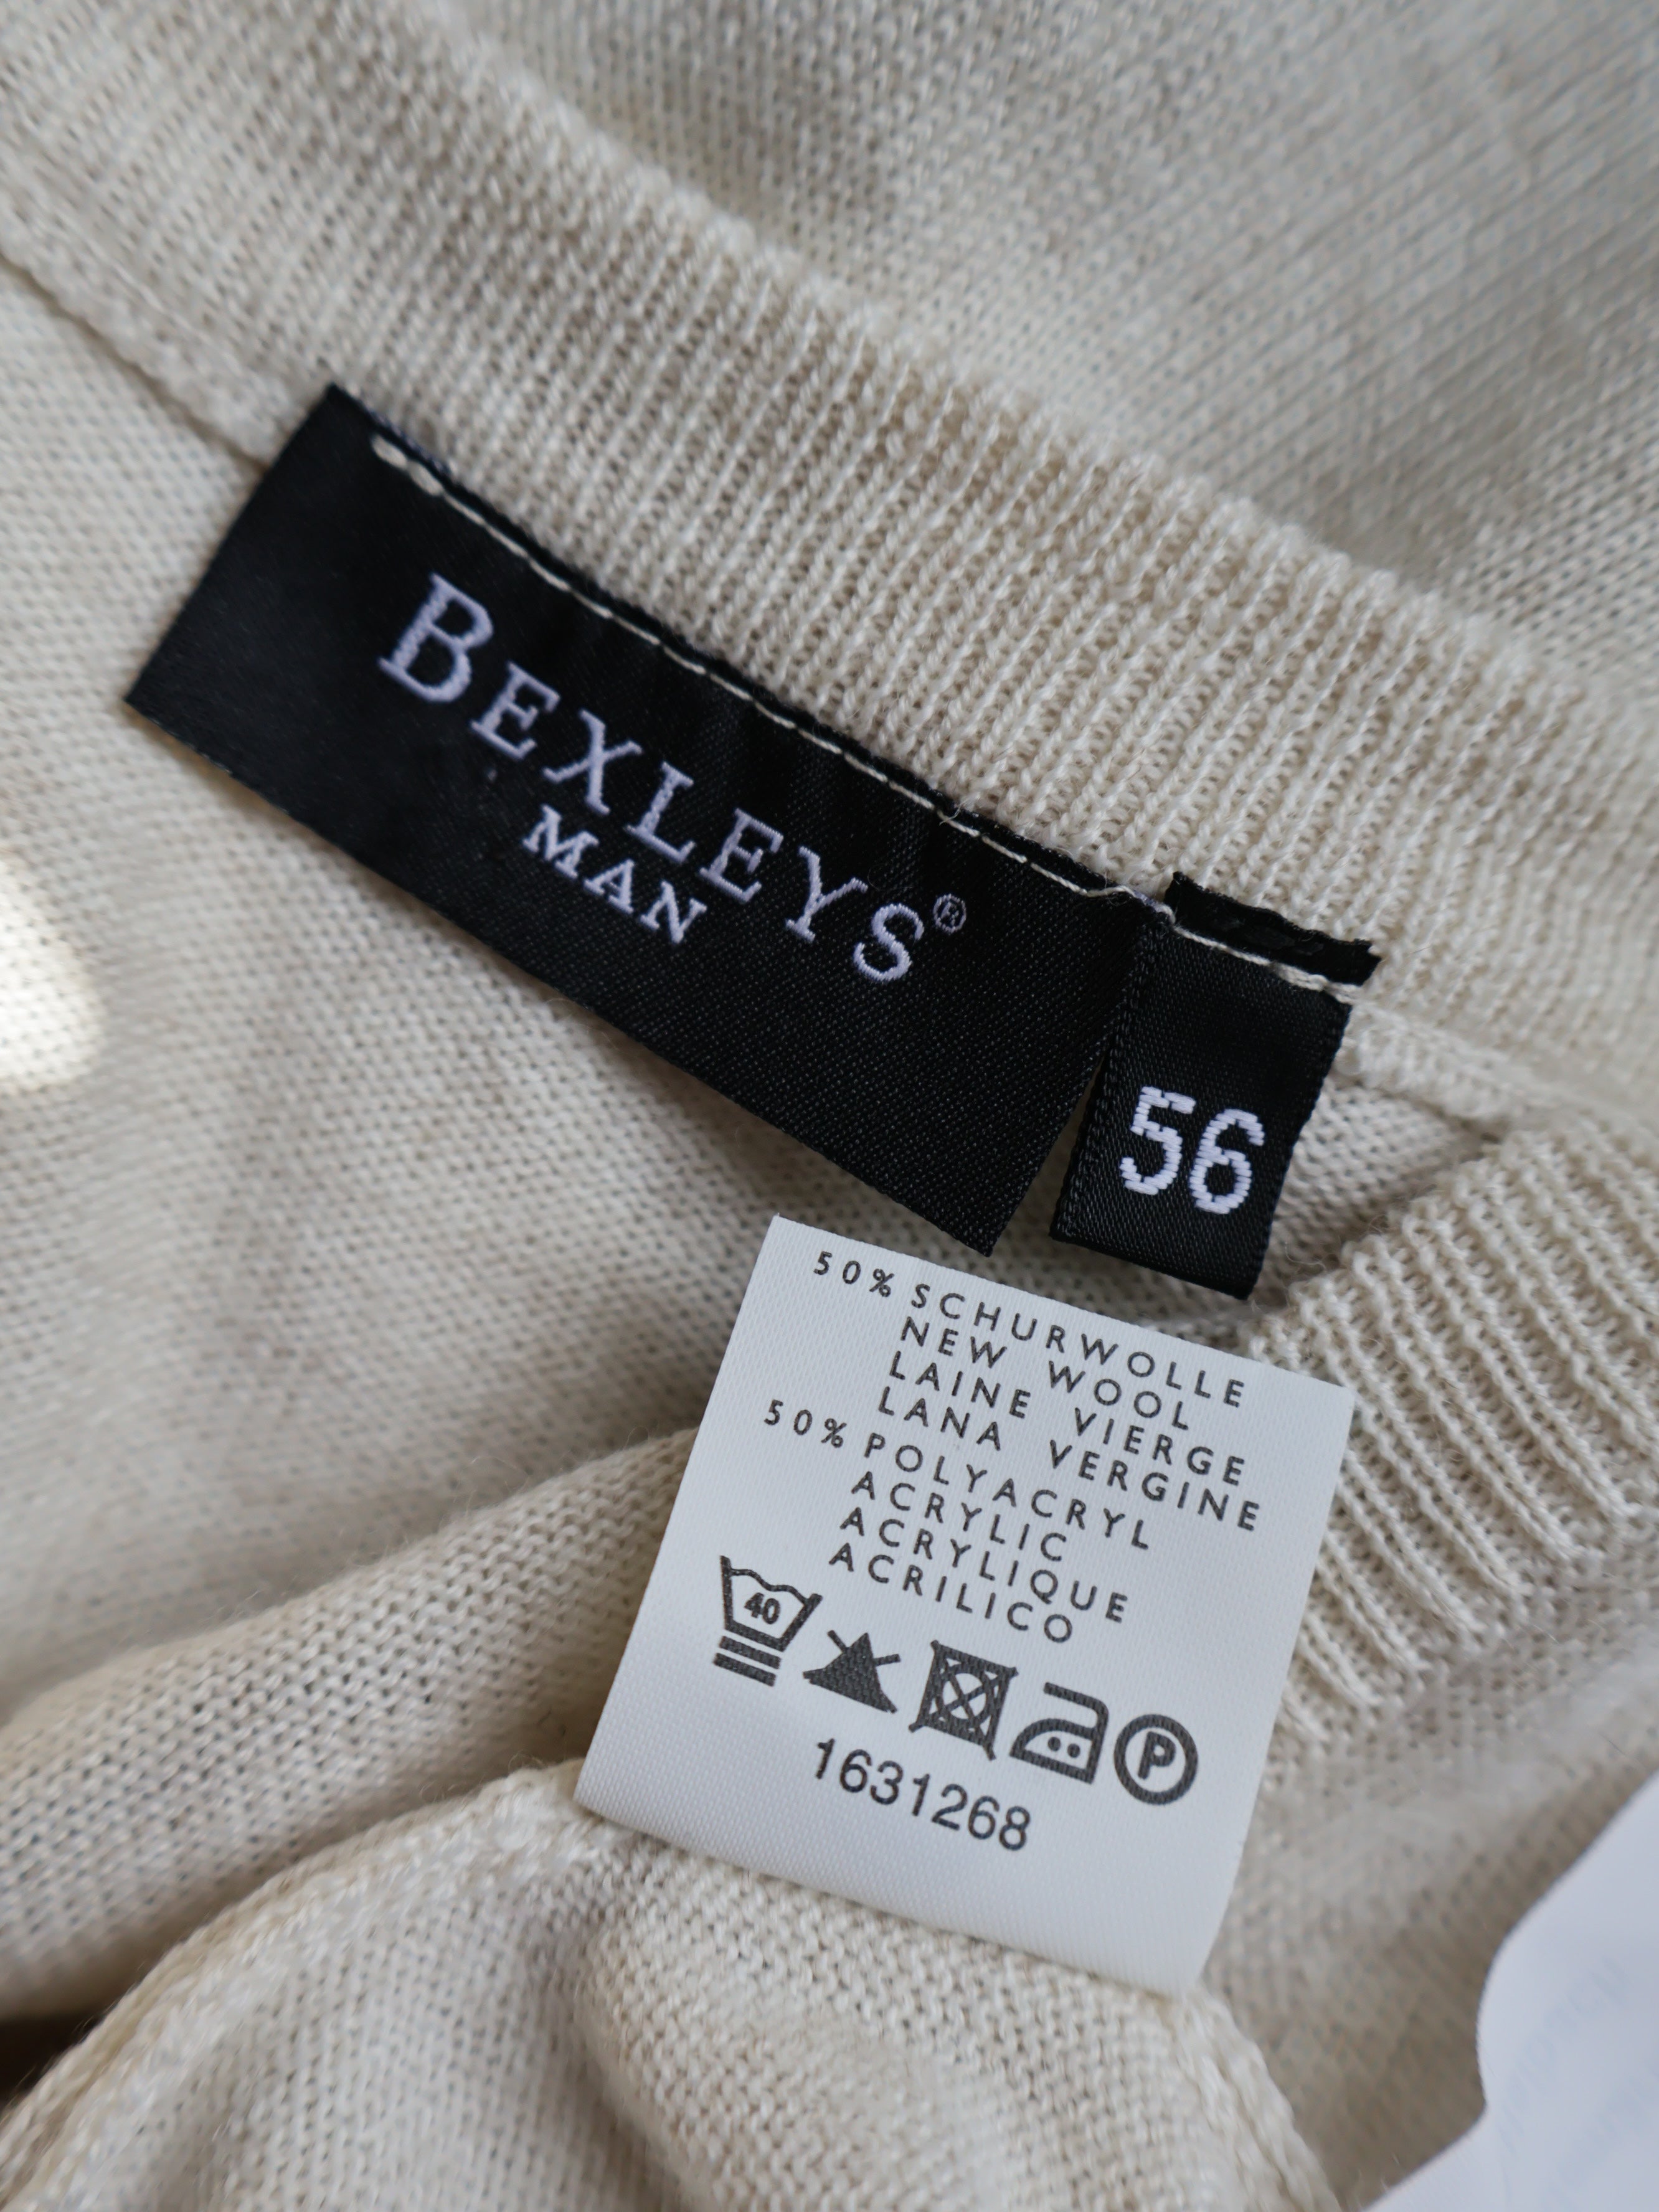 BEXLEYS®
MAN
56
50% SCHURWOLLE
NEW WOOL
LAINE VIERGE
LANA VERGINE
50% POLYACRYL
ACRYLIC
ACRYLIQUE
ACRILICO
40
P
1631268